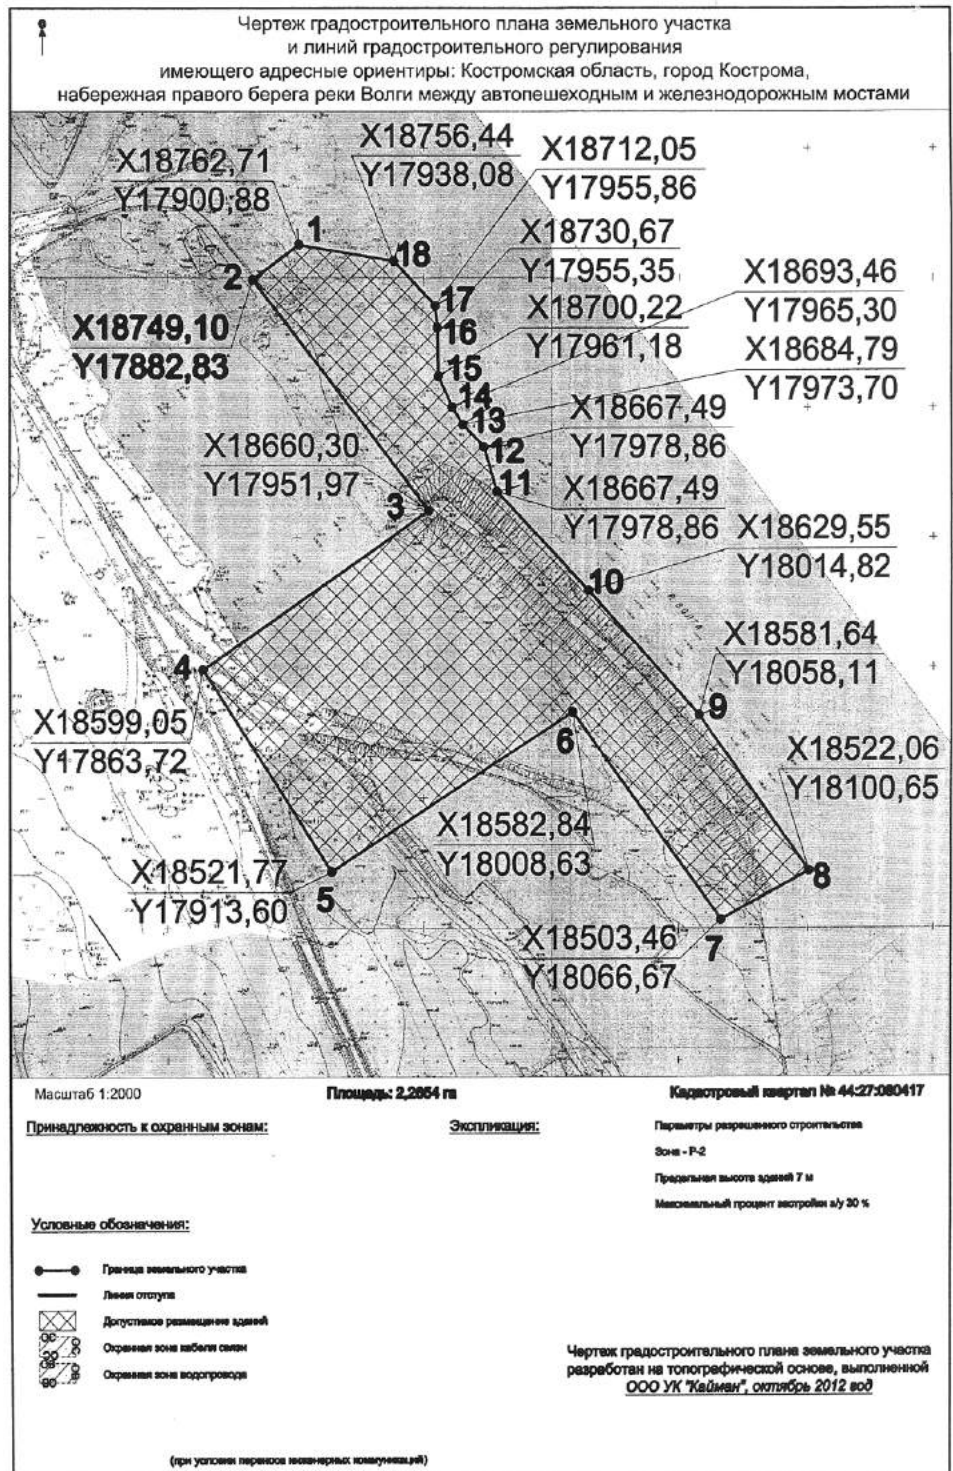 Чертеж градостроительного плана земельного участка
и линий градостроительного регулирования
имеющего адресные ориентиры: Костромская область, город Кострома,
набережная правого берега реки Волги между автопешеходным и железнодорожным мостами
X18762,71
Y17900,88
X18756,44
Y17938,08
X18712,05
Y17955,86
1
18
2
X18730,67
Y17955,35
X18749,10
Y17882,83
17
16
X18700,22
Y17961,18
X18693,46
Y17965,30
15
14
X18684,79
Y17973,70
13
X18660,30
Y17951,97
12
X18667,49
Y17978,86
3
11
X18667,49
Y17978,86
X18629,55
Y18014,82
10
4
X18581,64
Y18058,11
X18599,05
Y17863,72
9
6
X18522,06
Y18100,65
X18582,84
Y18008,63
X18521,77
Y17913,60
5
8
X18503,46
Y18066,67
7
Масштаб 1:2000
Площадь: 2,2654 га
Кадастровый квартал № 44:27:080417
Принадлежность к охранным зонам:
Экспликация:
Параметры разрешенного строительства
Зона - Р-2
Предельная высота зданий 7 м
Максимальный процент застройки з/у 30 %
Условные обозначения:
Граница земельного участка
Линия отступа
Допустимое размещение зданий
Охранная зона кабеля связи
Охранная зона водопровода
Чертеж градостроительного плана земельного участка
разработан на топографической основе, выполненной
ООО УК "Кайман", октябрь 2012 год
(при условии переноса инженерных коммуникаций)